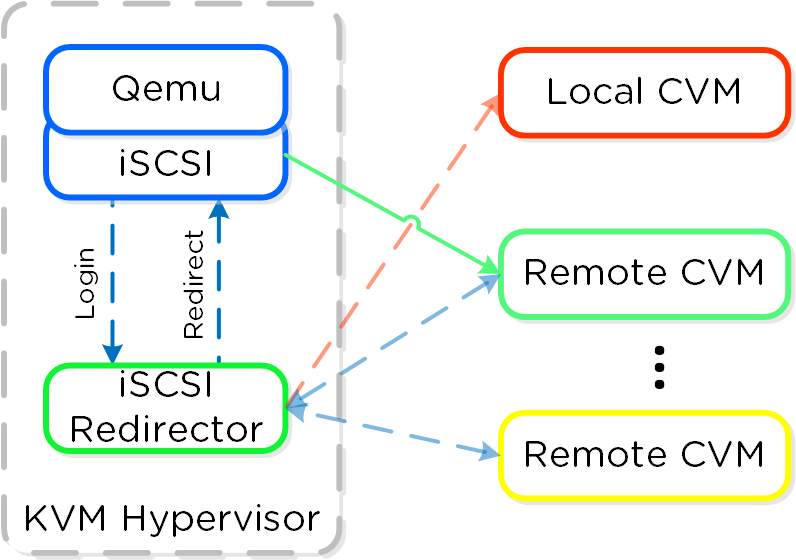 Qemu
iSCSI
Login
Redirect
iSCSI
Redirector
KVM Hypervisor
Local CVM
Remote CVM
Remote CVM